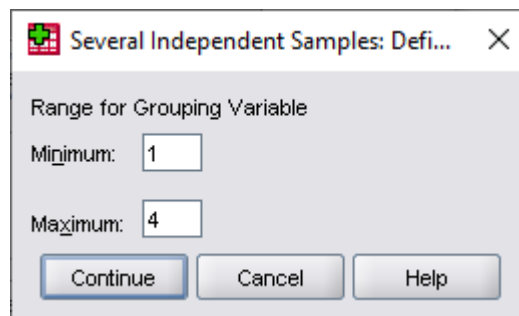 Several Independent Samples: Defi...
Range for Grouping Variable
Minimum: 1
Maximum: 4
Continue Cancel Help